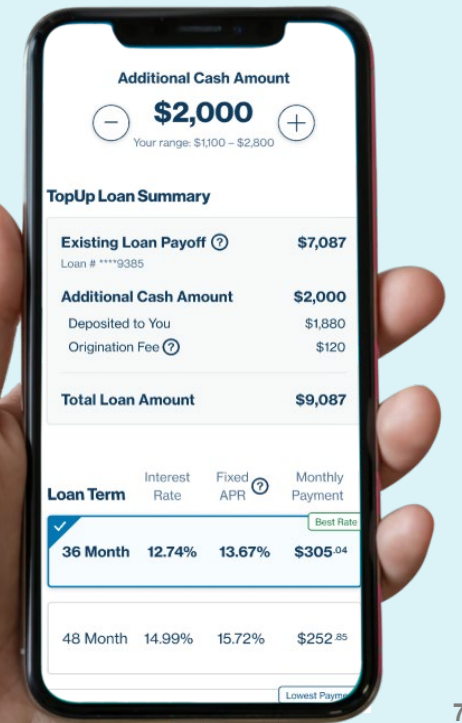 Additional Cash Amount
$2,000
Your range: $1,100 – $2,800
TopUp Loan Summary
Existing Loan Payoff ? $7,087
Loan # ****9385
Additional Cash Amount $2,000
Deposited to You $1,880
Origination Fee ? $120
Total Loan Amount $9,087
Loan Term Interest Rate Fixed APR ? Monthly Payment
Best Rate
36 Month 12.74% 13.67% $305.04
48 Month 14.99% 15.72% $252.85
Lowest
7